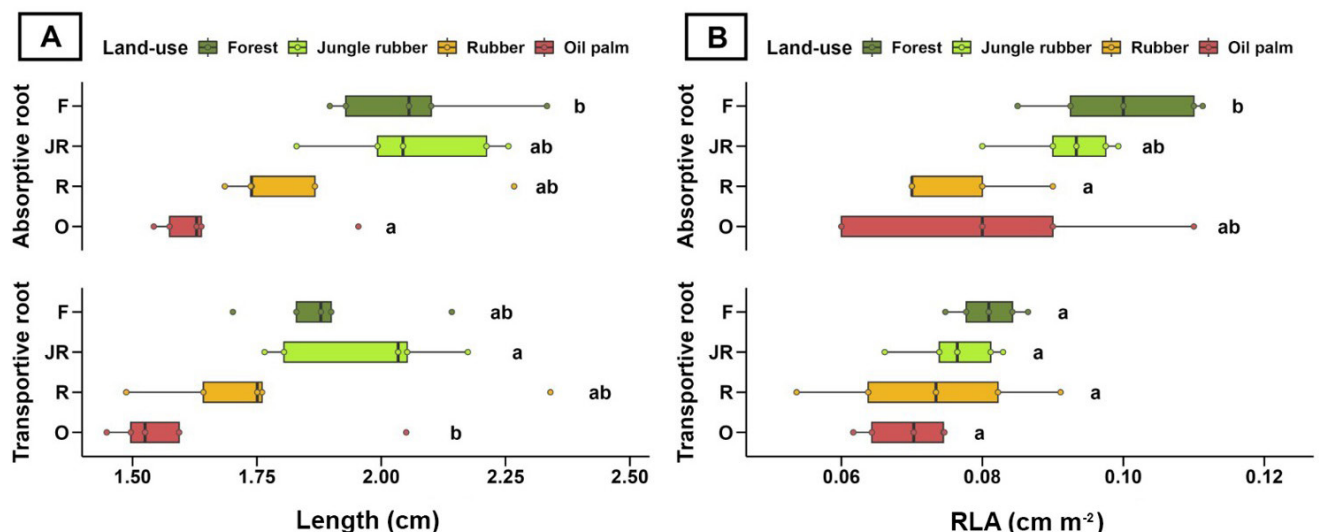 A
Land-use Forest Jungle rubber Rubber Oil palm
Absorptive root
F
b
JR
ab
R
ab
O
a
Transportive root
F
ab
JR
a
R
ab
O
b
1.50 1.75 2.00 2.25 2.50
Length (cm)
B
Land-use Forest Jungle rubber Rubber Oil palm
Absorptive root
F
b
JR
ab
R
a
O
ab
Transportive root
F
a
JR
a
R
a
O
a
0.06 0.08 0.10 0.12
RLA (cm m⁻²)